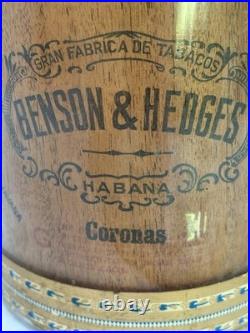 GRAN FABRICA DE TABACOS
BENSON & HEDGES
HABANA
Coronas